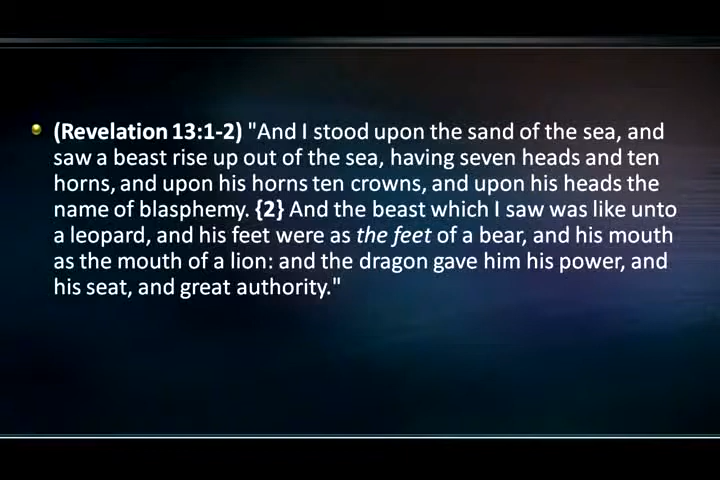 (Revelation 13:1-2) "And I stood upon the sand of the sea, and
saw a beast rise up out of the sea, having seven heads and ten
horns, and upon his horns ten crowns, and upon his heads the
name of blasphemy. {2} And the beast which I saw was like unto
a leopard, and his feet were as the feet of a bear, and his mouth
as the mouth of a lion: and the dragon gave him his power, and
his seat, and great authority."